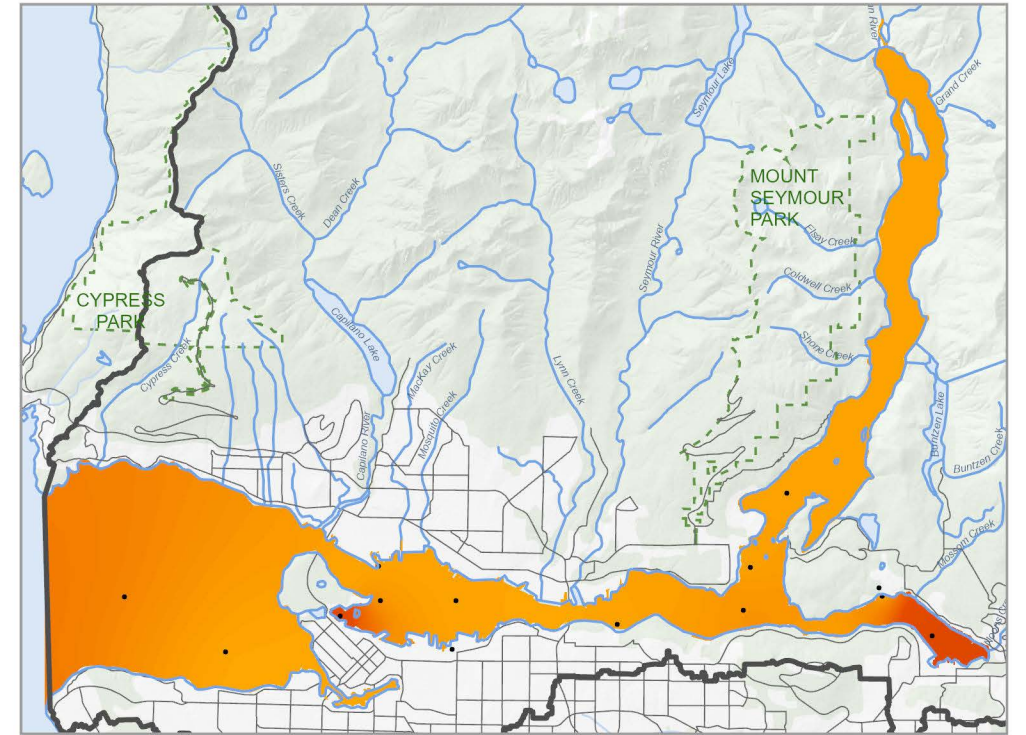 River
Grand Creek
Seymour Lake
MOUNT
SEYMOUR
PARK
Sisters Creek
Dean Creek
Elsay Creek
Seymour River
Coldwell Creek
CYPRESS
PARK
Capilano Lake
Shone Creek
Cypress Creek
MacKay Creek
Lynn Creek
Mosquito Creek
Capilano River
Buntzen Lake
Buntzen Creek
Mossom Creek